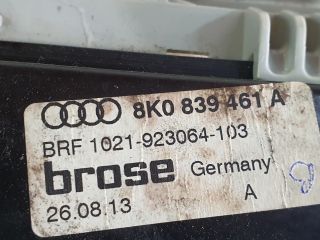 8K0 839 461 A
BRF 1021-923064-103
brose Germany
26.08.13 A